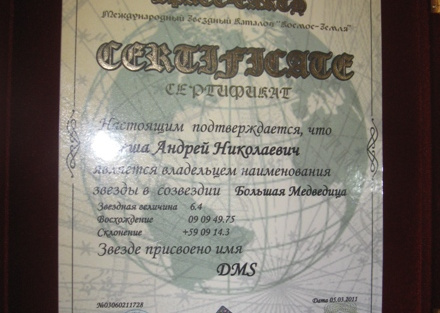 Международный Звездный Каталог "Космос-Земля"
CERTIFICATE
СЕРТИФИКАТ
Настоящим подтверждается, что
Андрей Николаевич
является владельцем наименования
звезды в созвездии Большая Медведица
Звездная величина 6.4
Восхождение 09 09 49.75
Склонение +59 09 14.3
Звезде присвоено имя
DMS
№03060211728
Дата 05.03.2011